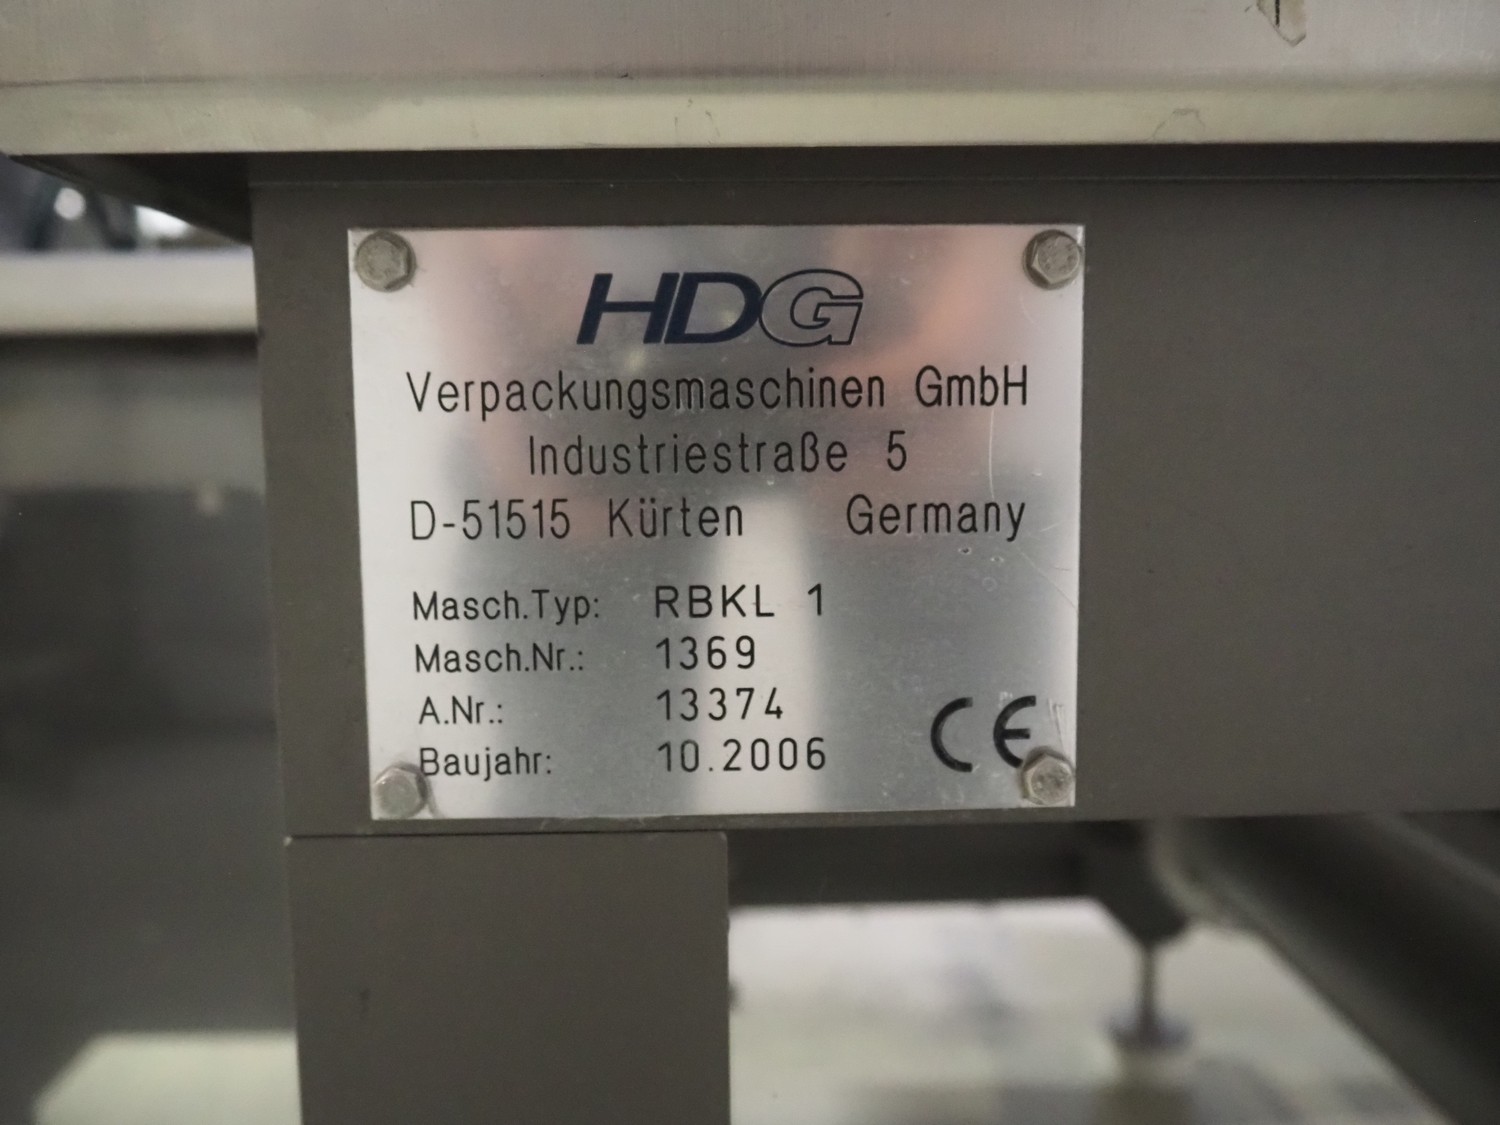 HDG
Verpackungsmaschinen GmbH
Industriestraße 5
D-51515 Kürten Germany
Masch.Typ: RBKL 1
Masch.Nr.: 1369
A.Nr.: 13374
Baujahr: 10.2006
CE